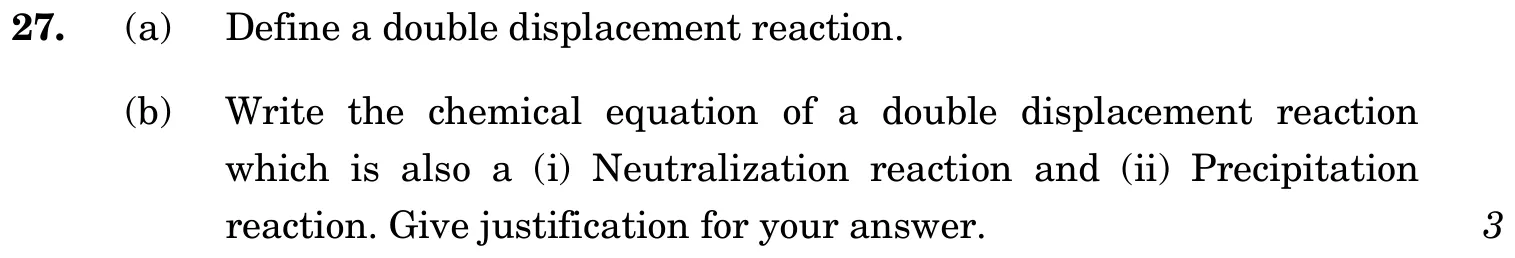 27. (a) Define a double displacement reaction.
(b) Write the chemical equation of a double displacement reaction
which is also a (i) Neutralization reaction and (ii) Precipitation
reaction. Give justification for your answer. 3